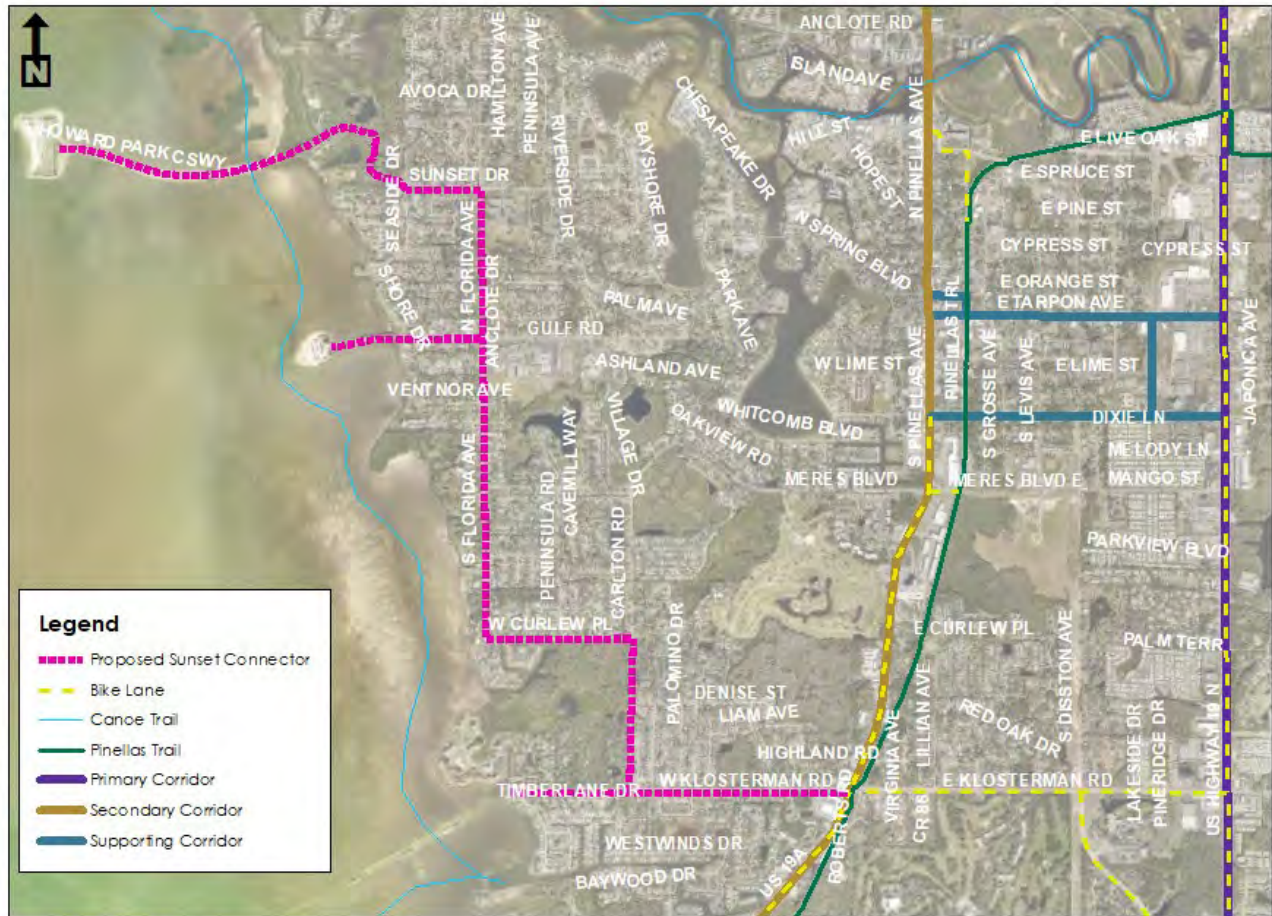 ANCLOTE RD
BLAND AVE
HAMILTON AVE
PENINSULA AVE
AVOCA DR
CHESAPEAKE DR
N PINELLAS AVE
N
HOWARD PARK CSWY
RIVERSIDE DR
BAYSHORE DR
HILL ST
HOPE ST
E LIVE OAK ST
SEASIDE DR
SUNSET DR
E SPRUCE ST
E PINE ST
N SPRING BLVD
CYPRESS ST
CYPRESS ST
N FLORIDA AVE
ANCLOTE DR
SHORE DR
PALM AVE
PARK AVE
PINELLAS TRL
E ORANGE ST
E TARPON AVE
GULF RD
JAPONIC AVE
ASHLAND AVE
W LIME ST
S PINELLAS AVE
S GROSSE AVE
S LEVIS AVE
E LIME ST
VENTNOR AVE
VILLAGE DR
OAKVIEW RD
WHITCOMB BLVD
DIXIE LN
S FLORIDA AVE
PENINSULA RD
CAVEMILL WAY
MERES BLVD
MERES BLVD E
MELODY LN
MANGO ST
CARLTON RD
PARKVIEW BLVD
W CURLEW PL
PALOMINO DR
E CURLEW PL
PALM TERR
DENISE ST
LIAM AVE
HIGHLAND RD
VIRGINIA AVE
LILLIAN AVE
RED OAK DR
S DISSTON AVE
LAKESIDE DR
PINERIDGE DR
US HIGHWAY 19 N
TIMBERLANE DR
W KLOSTERMAN RD
E KLOSTERMAN RD
ROBERTS RD
CR 86
WESTWINDS DR
BAYWOOD DR
US 19A
Legend
Proposed Sunset Connector
Bike Lane
Canoe Trail
Pinellas Trail
Primary Corridor
Secondary Corridor
Supporting Corridor